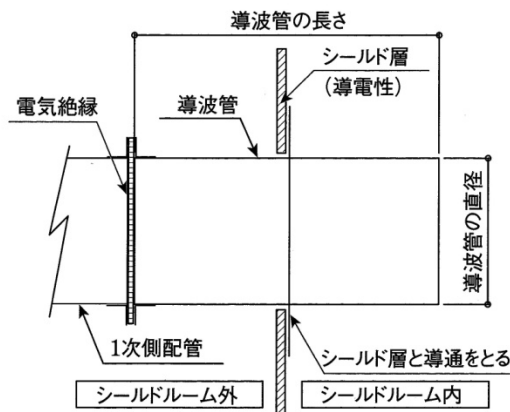 導波管の長さ
シールド層
(導電性)
電気絶縁
導波管
導波管の直径
1次側配管
シールド層と導通をとる
シールドルーム外
シールドルーム内